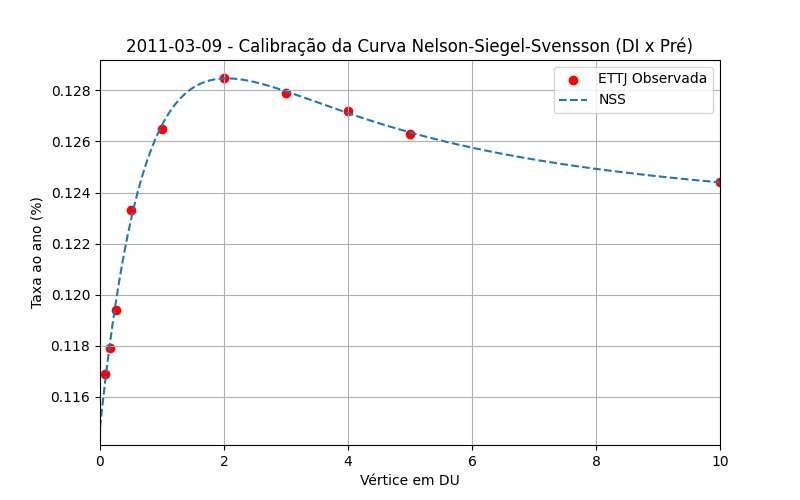 2011-03-09 - Calibração da Curva Nelson-Siegel-Svensson (DI x Pré)
ETTJ Observada
NSS
Taxa ao ano (%)
0.128
0.126
0.124
0.122
0.120
0.118
0.116
0 2 4 6 8 10
Vértice em DU